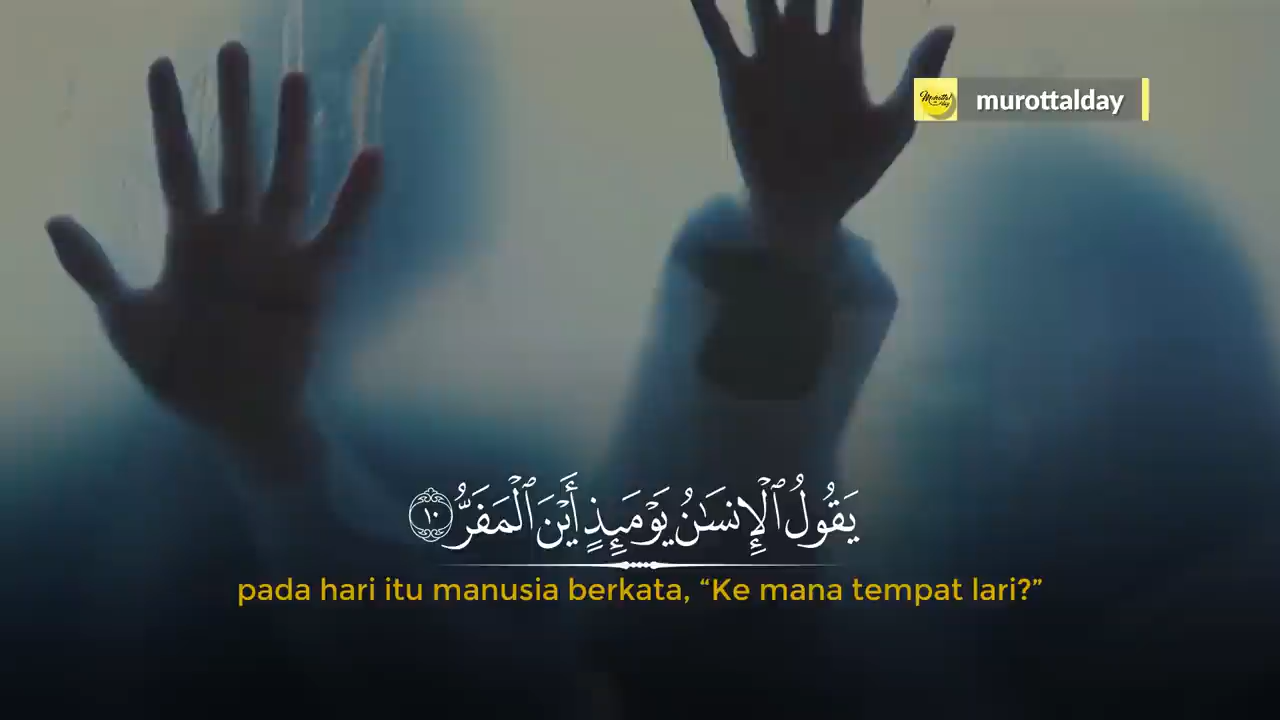 murottalday
يَقُولُ ٱلْإِنسَٰنُ يَوْمَئِذٍ أَيْنَ ٱلْمَفَرُّ ١٠
pada hari itu manusia berkata, “Ke mana tempat lari?”